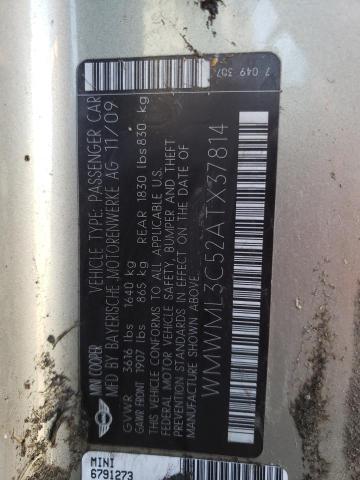 MINI COOPER
VEHICLE TYPE: PASSENGER CAR
MFD BY BAYERISCHE MOTORENWERKE AG 11/09
GVWR 3616 lbs 1640 kg
GAWR FRONT 1907 lbs 865 kg REAR 1830 lbs 830 kg
THIS VEHICLE CONFORMS TO ALL APPLICABLE U.S.
FEDERAL MOTOR VEHICLE SAFETY, BUMPER AND THEFT
PREVENTION STANDARDS IN EFFECT ON THE DATE OF
MANUFACTURE SHOWN ABOVE.
WMWML3C52ATX37814
7 049 307
MINI
6791273